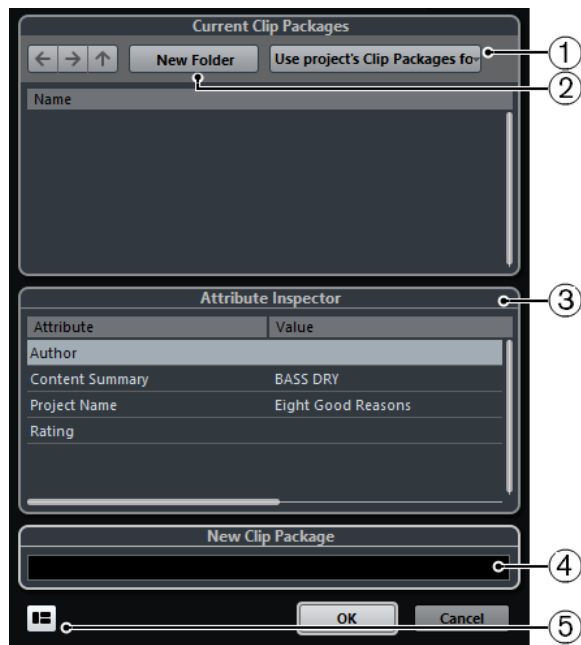 Current Clip Packages
New Folder
Use project's Clip Packages fo
1
2
Name
Attribute Inspector
3
Attribute Value
Author
Content Summary BASS DRY
Project Name Eight Good Reasons
Rating
New Clip Package
4
OK Cancel
5